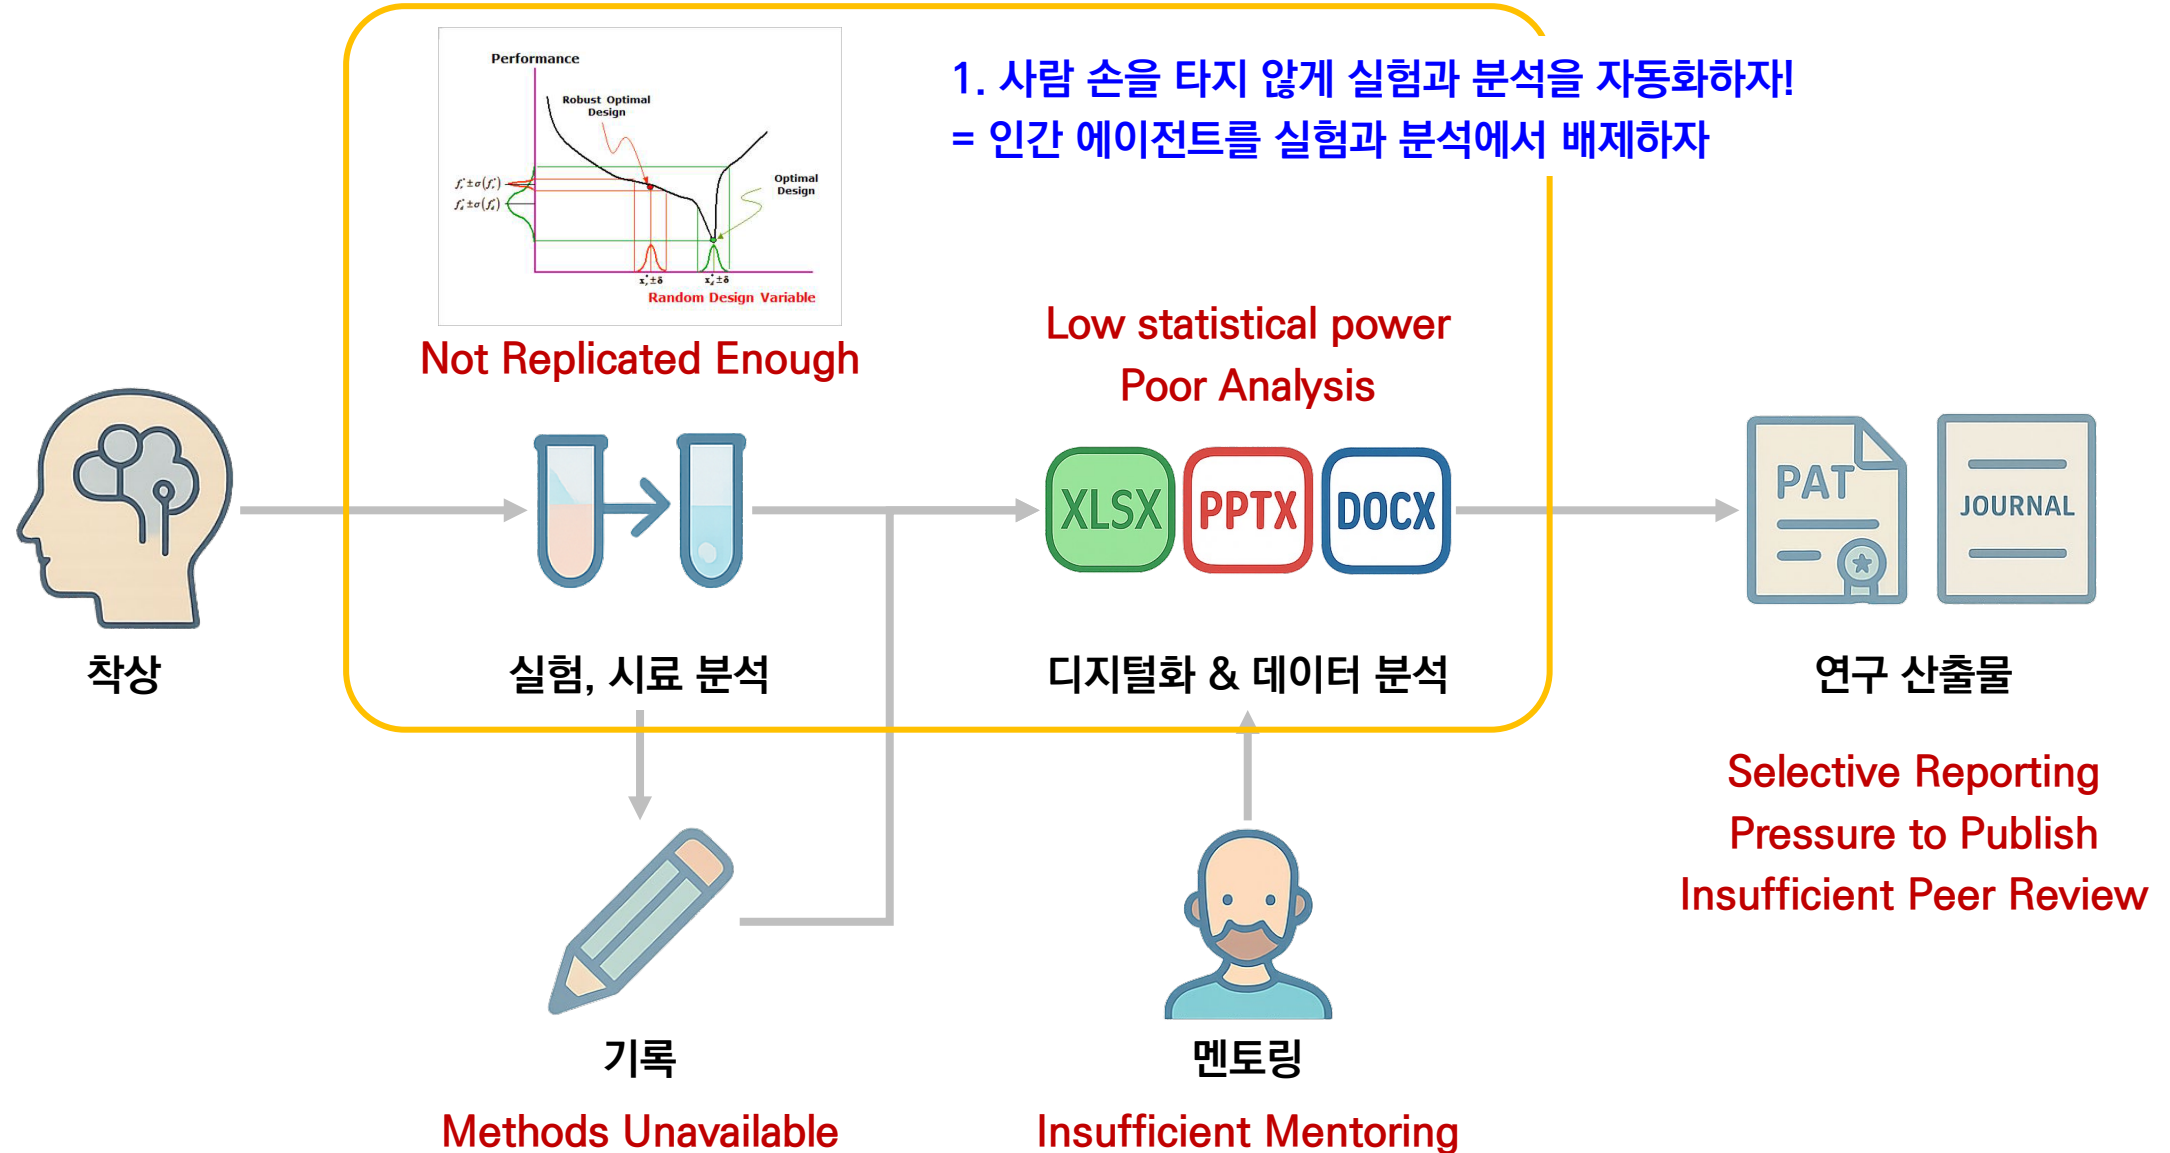 Performance
Robust Optimal
Design
Optimal
Design
Random Design Variable
1. 사람 손을 타지 않게 실험과 분석을 자동화하자!
= 인간 에이전트를 실험과 분석에서 배제하자
Not Replicated Enough
Low statistical power
Poor Analysis
XLSX
PPTX
DOCX
PAT
JOURNAL
착상
실험, 시료 분석
디지털화 & 데이터 분석
연구 산출물
Selective Reporting
Pressure to Publish
Insufficient Peer Review
기록
멘토링
Methods Unavailable
Insufficient Mentoring